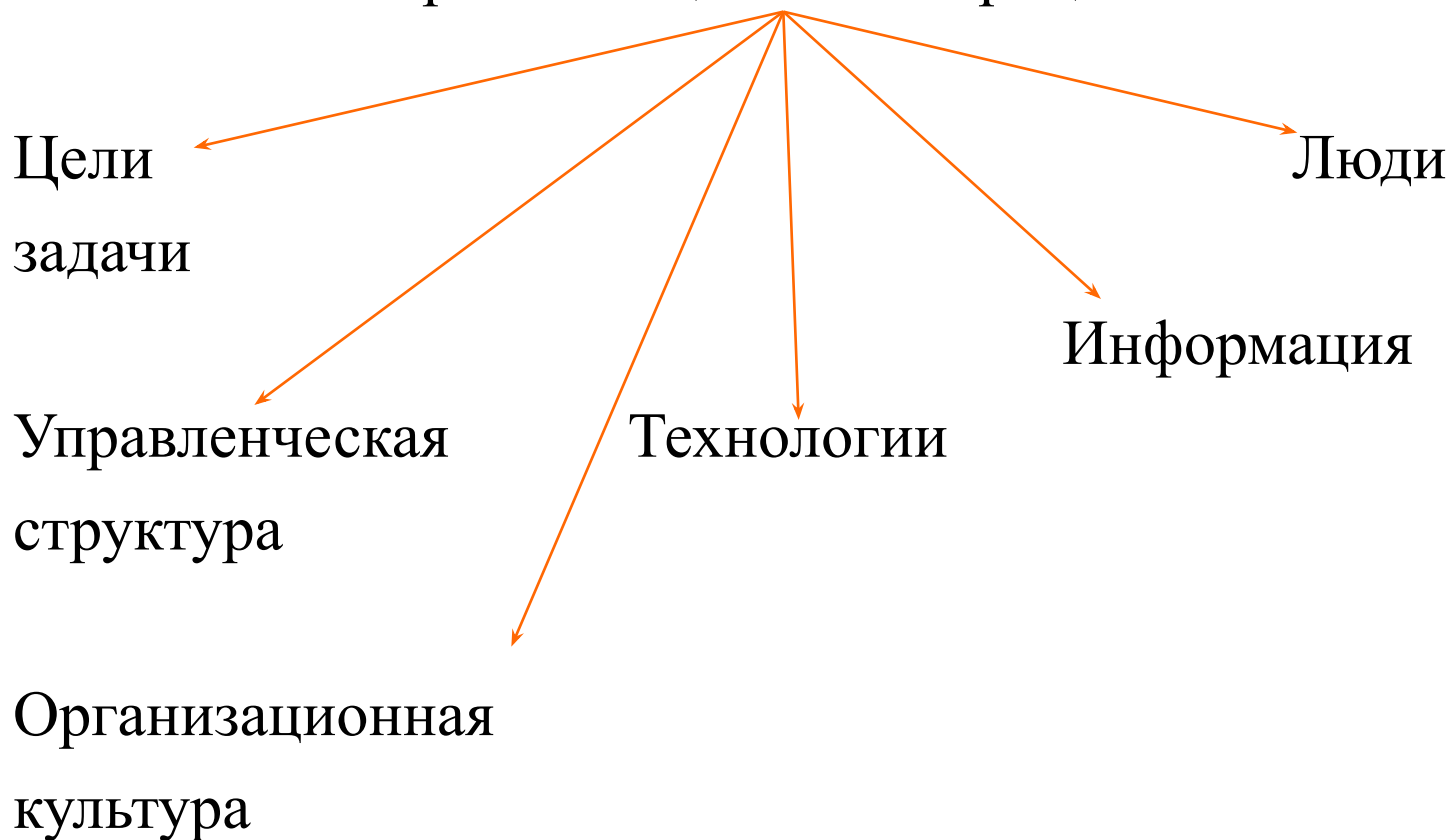 Цели
Люди
задачи
Информация
Управленческая
Технологии
структура
Организационная
культура